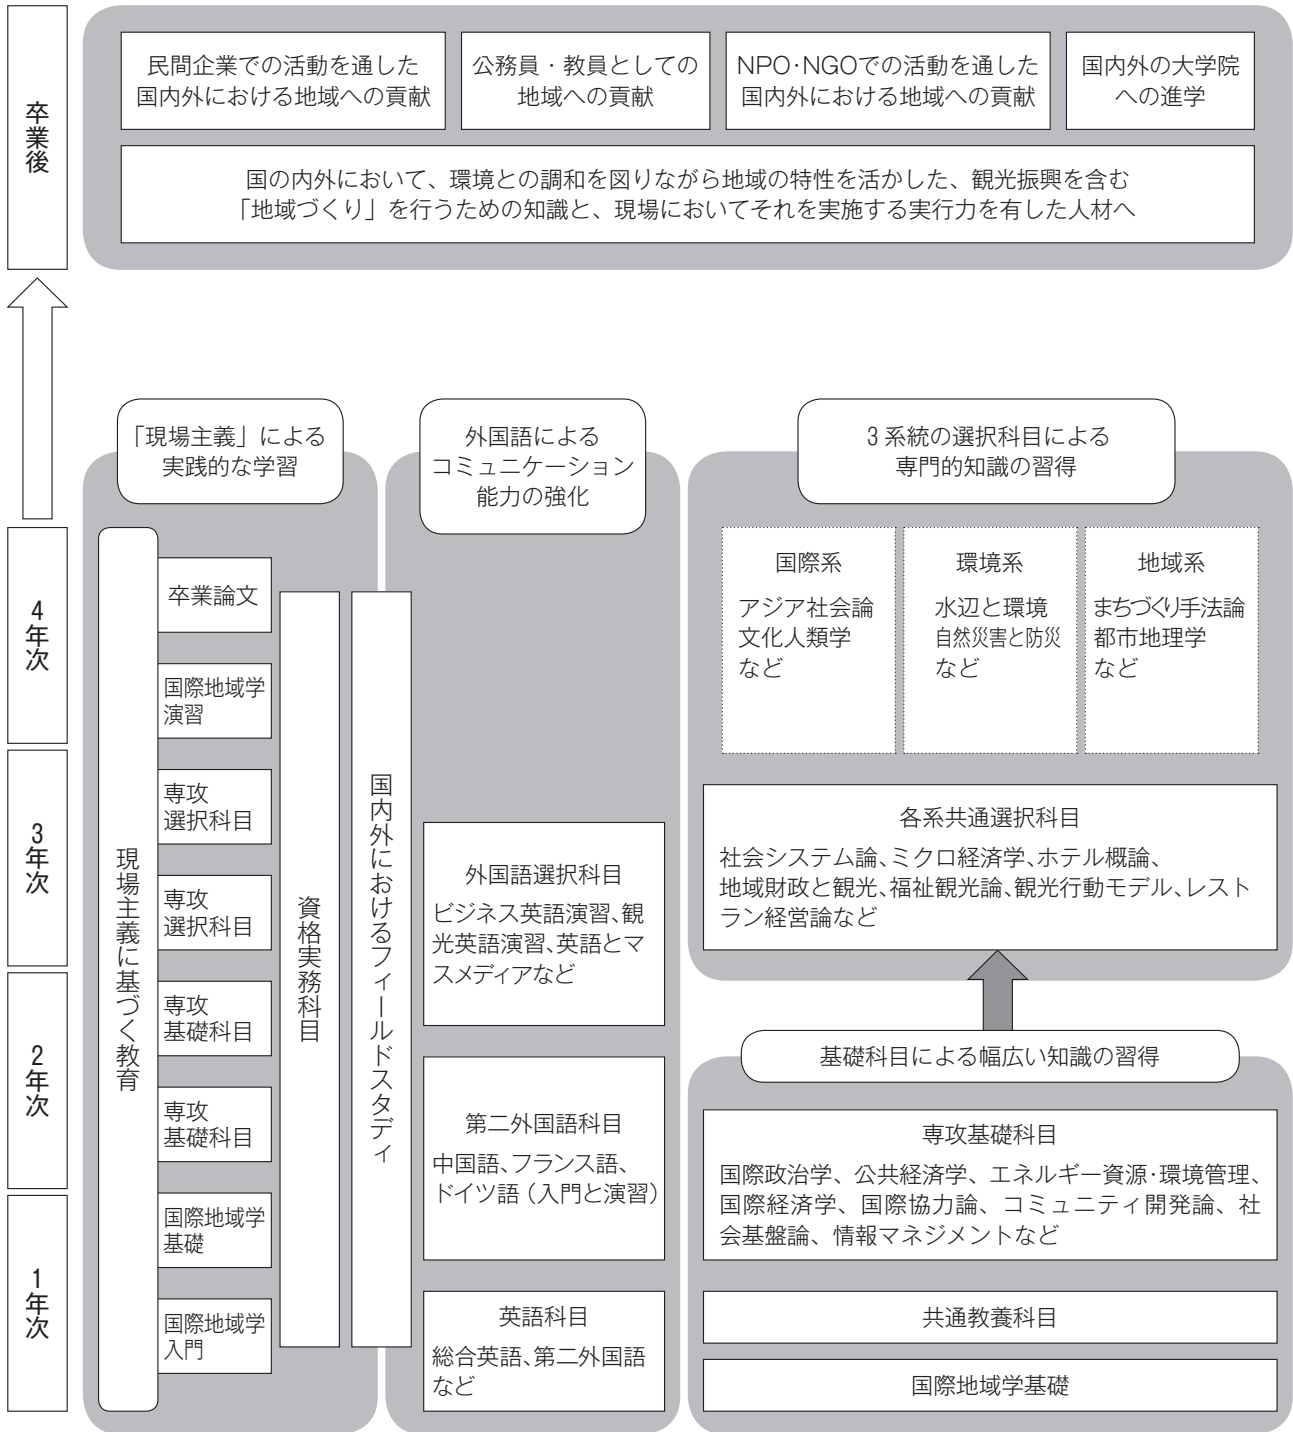 卒業後
民間企業での活動を通した
国内外における地域への貢献
公務員・教員としての
地域への貢献
NPO･NGOでの活動を通した
国内外における地域への貢献
国内外の大学院
への進学
国の内外において、環境との調和を図りながら地域の特性を活かした、観光振興を含む
「地域づくり」を行うための知識と、現場においてそれを実施する実行力を有した人材へ
4年次
3年次
2年次
1年次
「現場主義」による
実践的な学習
現場主義に基づく教育
卒業論文
国際地域学
演習
専攻
選択科目
専攻
選択科目
専攻
基礎科目
専攻
基礎科目
国際地域学
基礎
国際地域学
入門
資格実務科目
国内外におけるフィールドスタディ
外国語による
コミュニケーション
能力の強化
外国語選択科目
ビジネス英語演習、観
光英語演習、英語とマ
スメディアなど
第二外国語科目
中国語、フランス語、
ドイツ語（入門と演習）
英語科目
総合英語、第二外国語
など
3系統の選択科目による
専門的知識の習得
国際系
アジア社会論
文化人類学
など
環境系
水辺と環境
自然災害と防災
など
地域系
まちづくり手法論
都市地理学
など
各系共通選択科目
社会システム論、ミクロ経済学、ホテル概論、
地域財政と観光、福祉観光論、観光行動モデル、レスト
ラン経営論など
基礎科目による幅広い知識の習得
専攻基礎科目
国際政治学、公共経済学、エネルギー資源･環境管理、
国際経済学、国際協力論、コミュニティ開発論、社
会基盤論、情報マネジメントなど
共通教養科目
国際地域学基礎